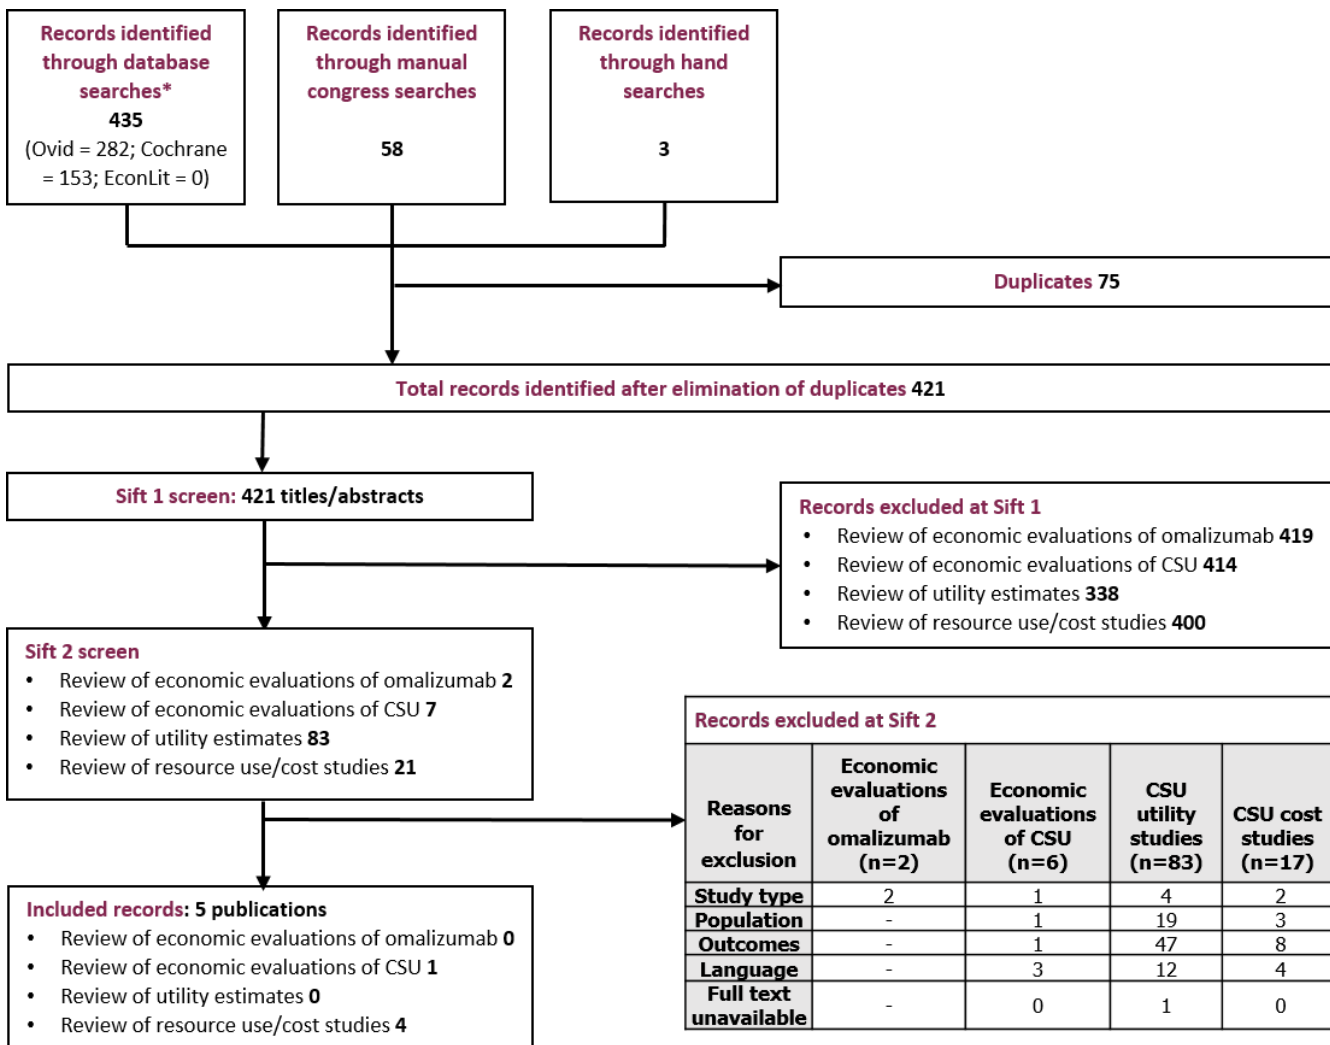 Records identified
through database
searches*
435
(Ovid = 282; Cochrane
= 153; EconLit = 0)
Records identified
through manual
congress searches
58
Records identified
through hand
searches
3
Duplicates 75
Total records identified after elimination of duplicates 421
Sift 1 screen: 421 titles/abstracts
Records excluded at Sift 1
• Review of economic evaluations of omalizumab 419
• Review of economic evaluations of CSU 414
• Review of utility estimates 338
• Review of resource use/cost studies 400
Sift 2 screen
• Review of economic evaluations of omalizumab 2
• Review of economic evaluations of CSU 7
• Review of utility estimates 83
• Review of resource use/cost studies 21
Records excluded at Sift 2
Reasons
for
exclusion
Economic
evaluations
of
omalizumab
(n=2)
Economic
evaluations
of CSU
(n=6)
CSU
utility
studies
(n=83)
CSU cost
studies
(n=17)
Study type 2 1 4 2
Population - 1 19 3
Outcomes - 1 47 8
Language - 3 12 4
Full text
unavailable - 0 1 0
Included records: 5 publications
• Review of economic evaluations of omalizumab 0
• Review of economic evaluations of CSU 1
• Review of utility estimates 0
• Review of resource use/cost studies 4